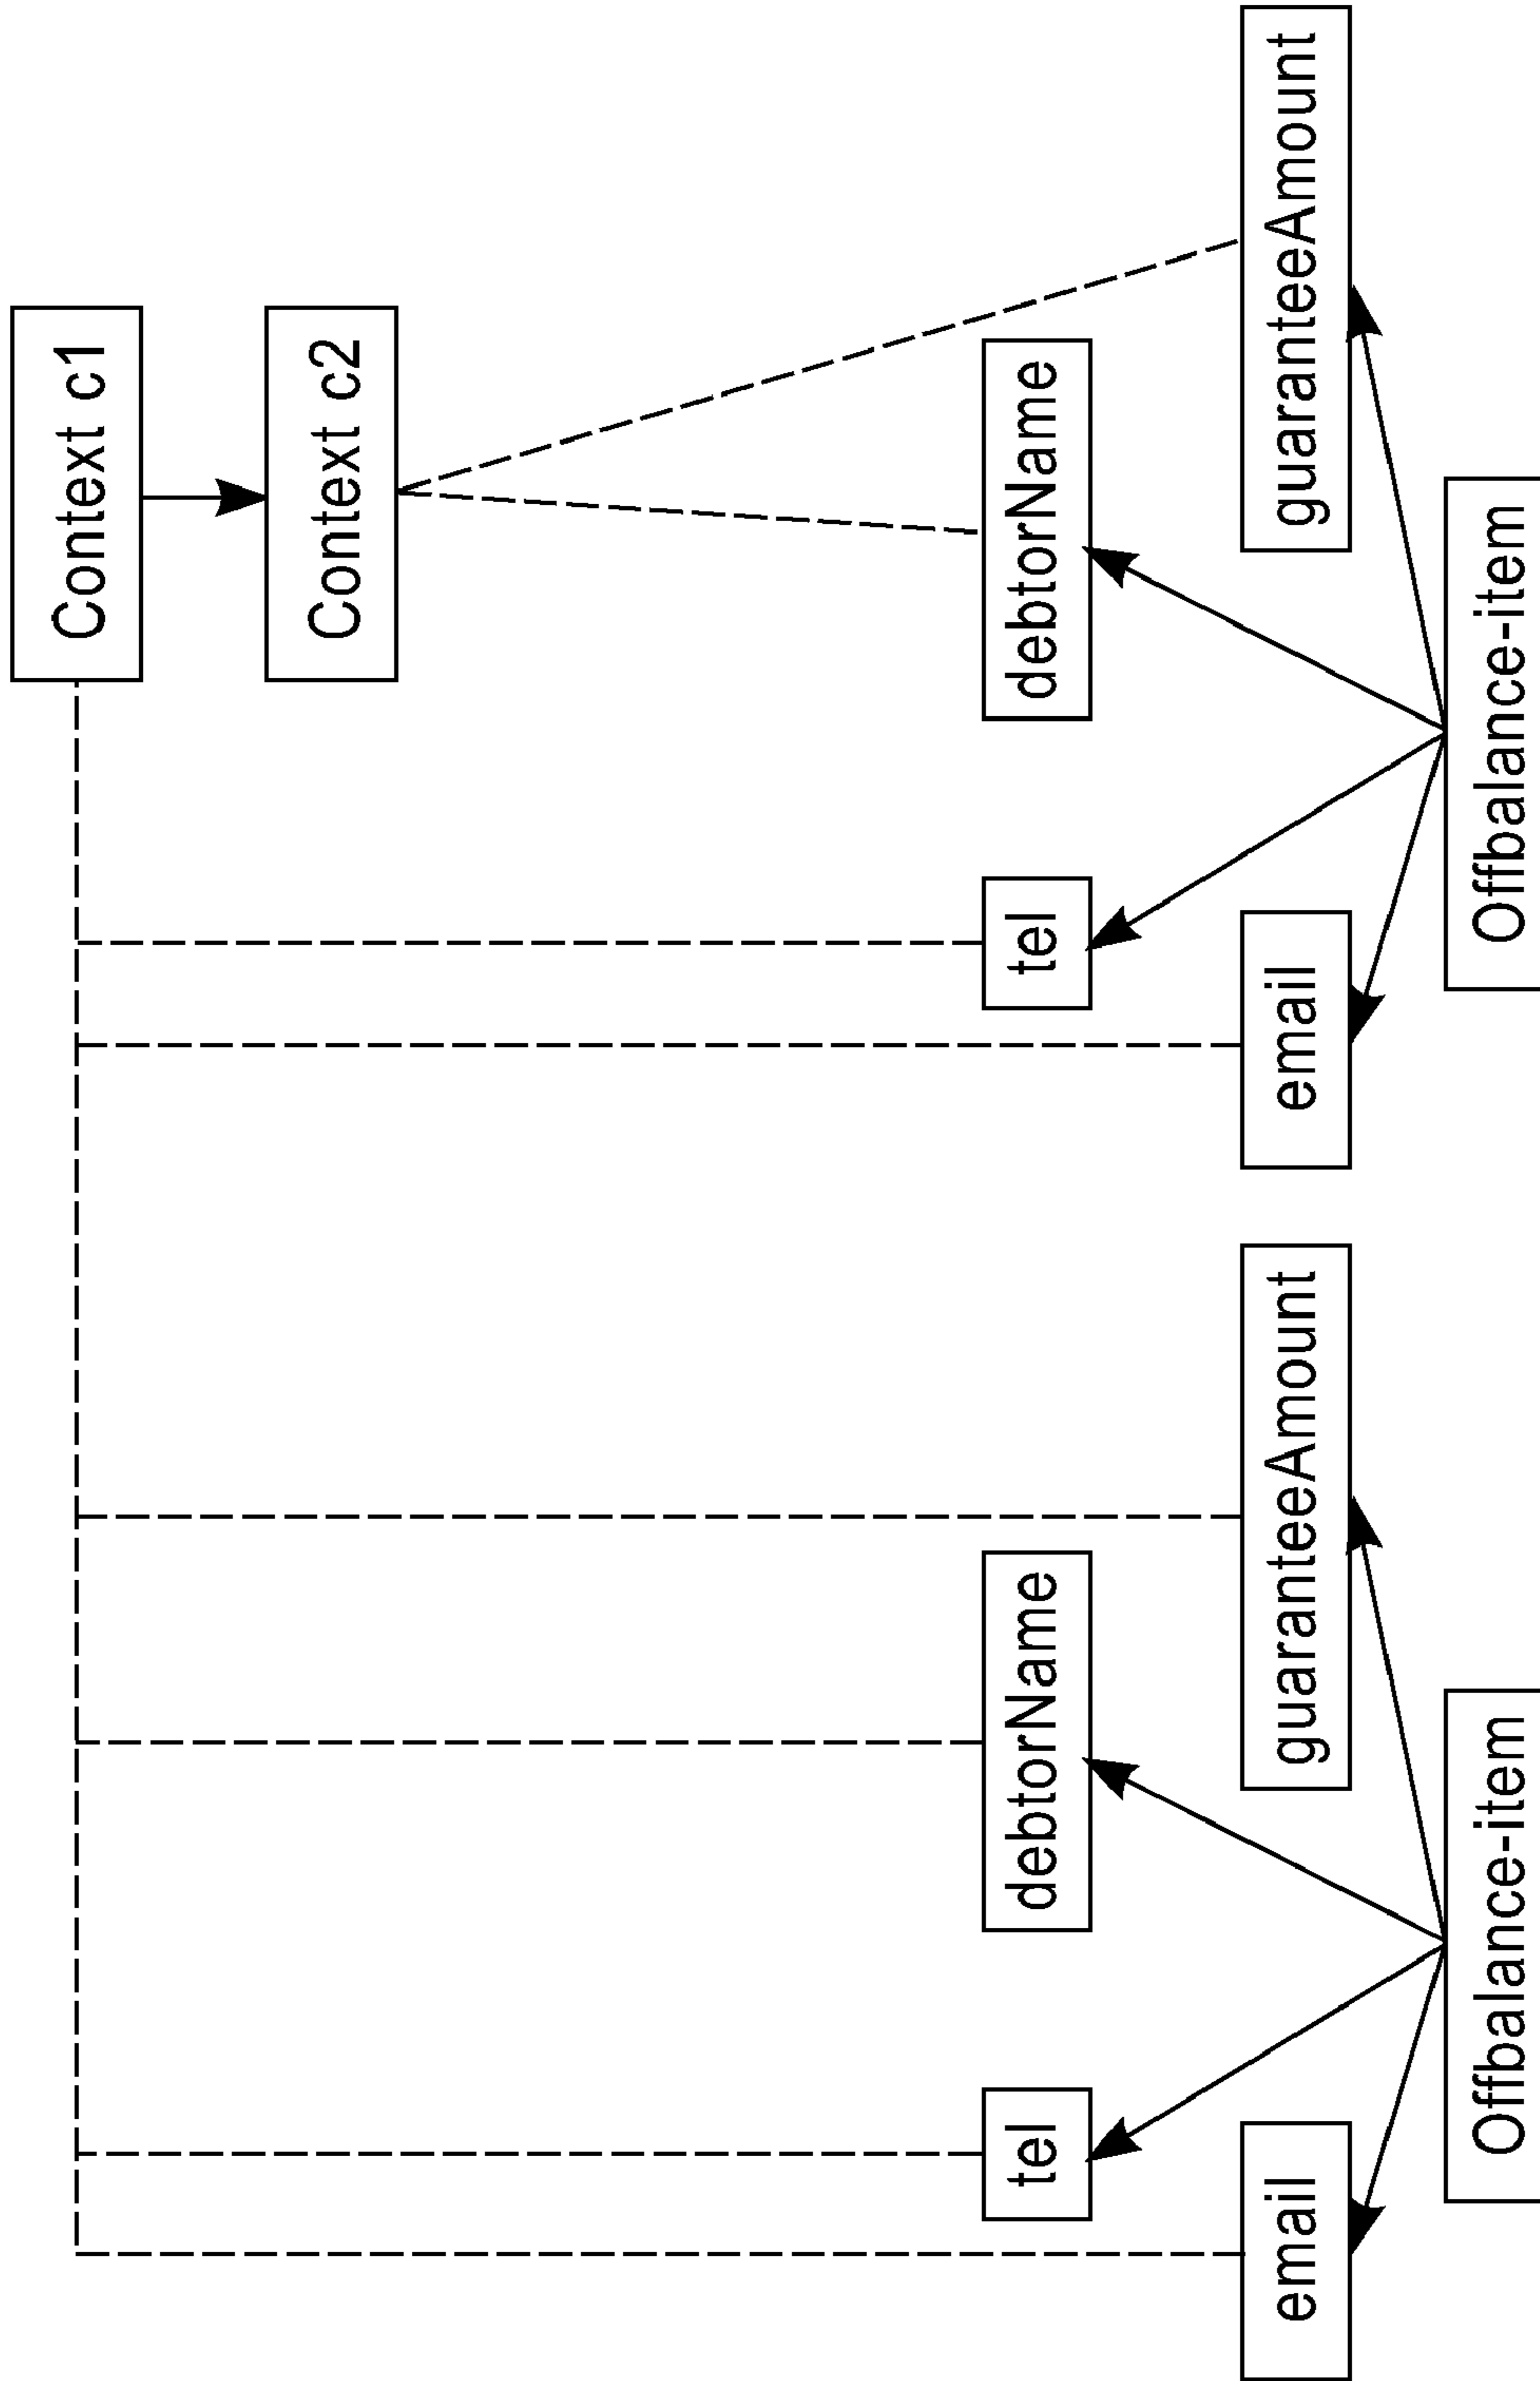 Context c1
Context c2
tel
debtorName
email
guaranteeAmount
Offbalance-item
tel
debtorName
email
guaranteeAmount
Offbalance-item